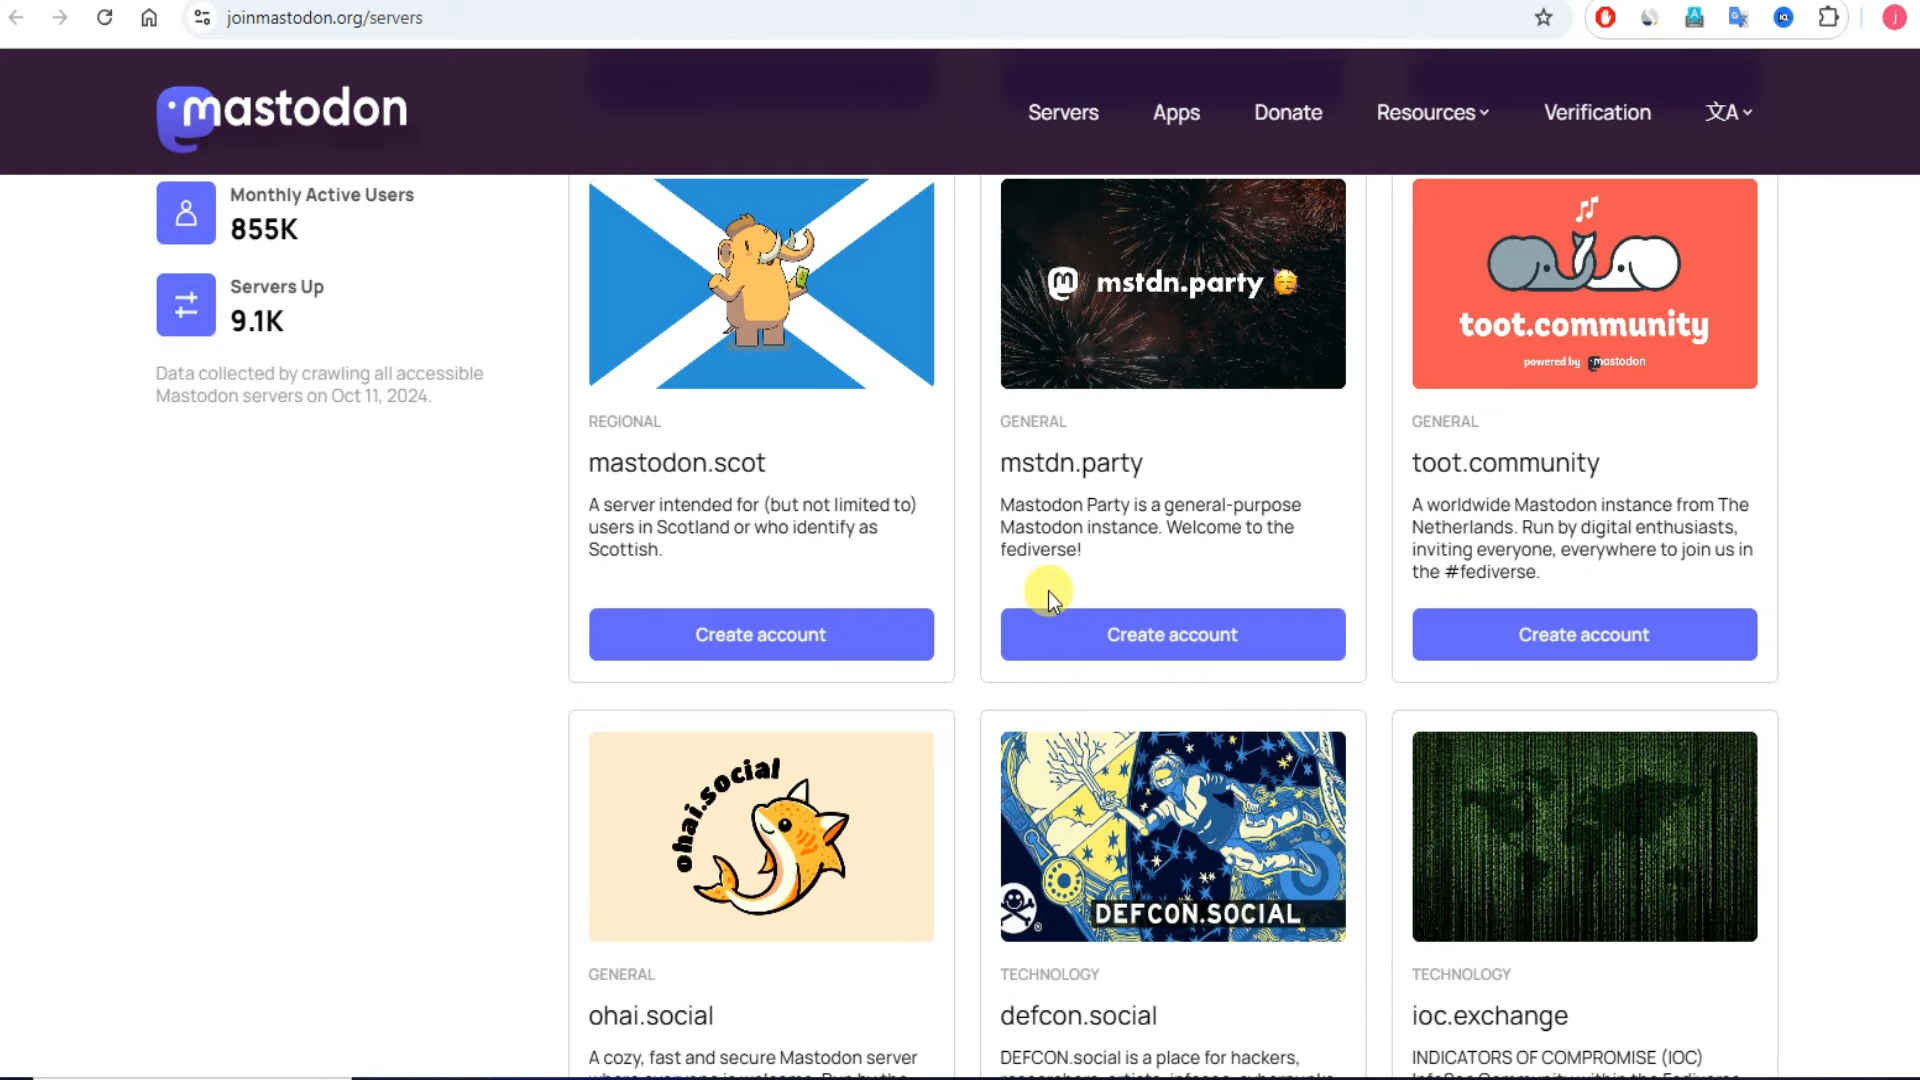 joinmastodon.org/servers
j
mastodon
Servers
Apps
Donate
Resources
Verification
文A
Monthly Active Users
855K
Servers Up
9.1K
Data collected by crawling all accessible
Mastodon servers on Oct 11, 2024.
REGIONAL
mastodon.scot
A server intended for (but not limited to)
users in Scotland or who identify as
Scottish.
Create account
mstdn.party
GENERAL
mstdn.party
Mastodon Party is a general-purpose
Mastodon instance. Welcome to the
fediverse!
Create account
toot.community
powered by mastodon
GENERAL
toot.community
A worldwide Mastodon instance from The
Netherlands. Run by digital enthusiasts,
inviting everyone, everywhere to join us in
the #fediverse.
Create account
ohai.social
GENERAL
ohai.social
A cozy, fast and secure Mastodon server
DEFCON.SOCIAL
TECHNOLOGY
defcon.social
DEFCON.social is a place for hackers,
TECHNOLOGY
ioc.exchange
INDICATORS OF COMPROMISE (IOC)